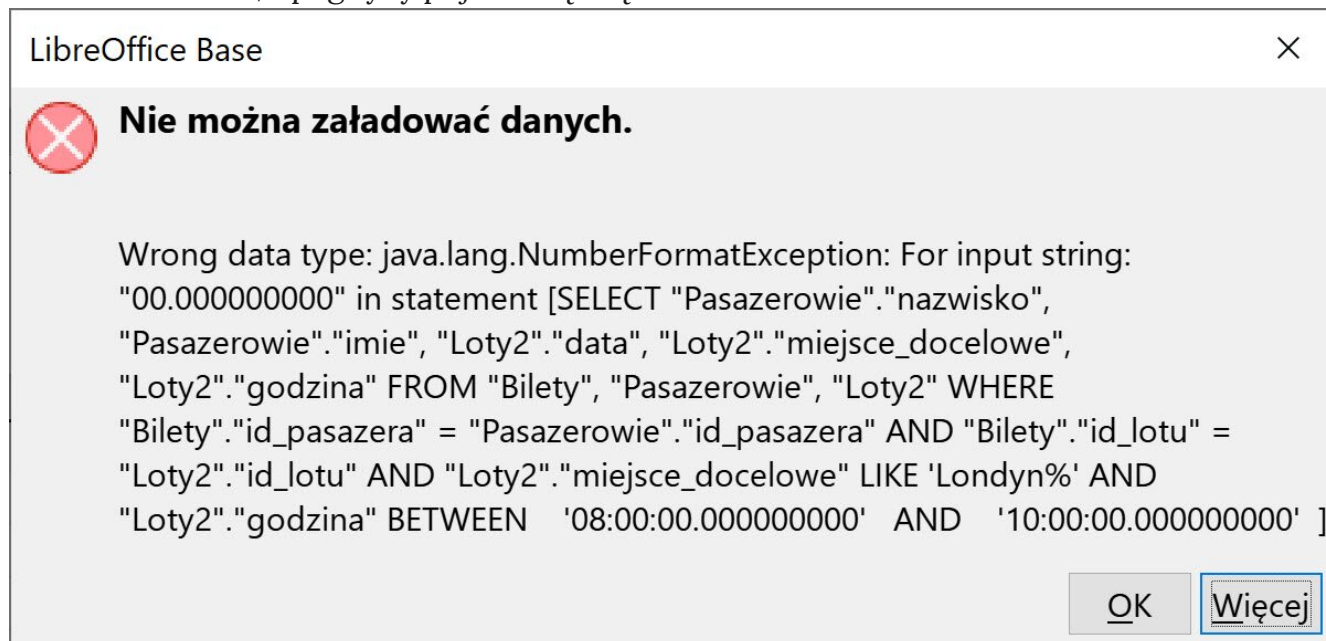 LibreOffice Base
Nie można załadować danych.
Wrong data type: java.lang.NumberFormatException: For input string:
"00.000000000" in statement [SELECT "Pasazerowie"."nazwisko",
"Pasazerowie"."imie", "Loty2"."data", "Loty2"."miejsce_docelowe",
"Loty2"."godzina" FROM "Bilety", "Pasazerowie", "Loty2" WHERE
"Bilety"."id_pasazera" = "Pasazerowie"."id_pasazera" AND "Bilety"."id_lotu" =
"Loty2"."id_lotu" AND "Loty2"."miejsce_docelowe" LIKE 'Londyn%' AND
"Loty2"."godzina" BETWEEN '08:00:00.000000000' AND '10:00:00.000000000' ]
OK Więcej